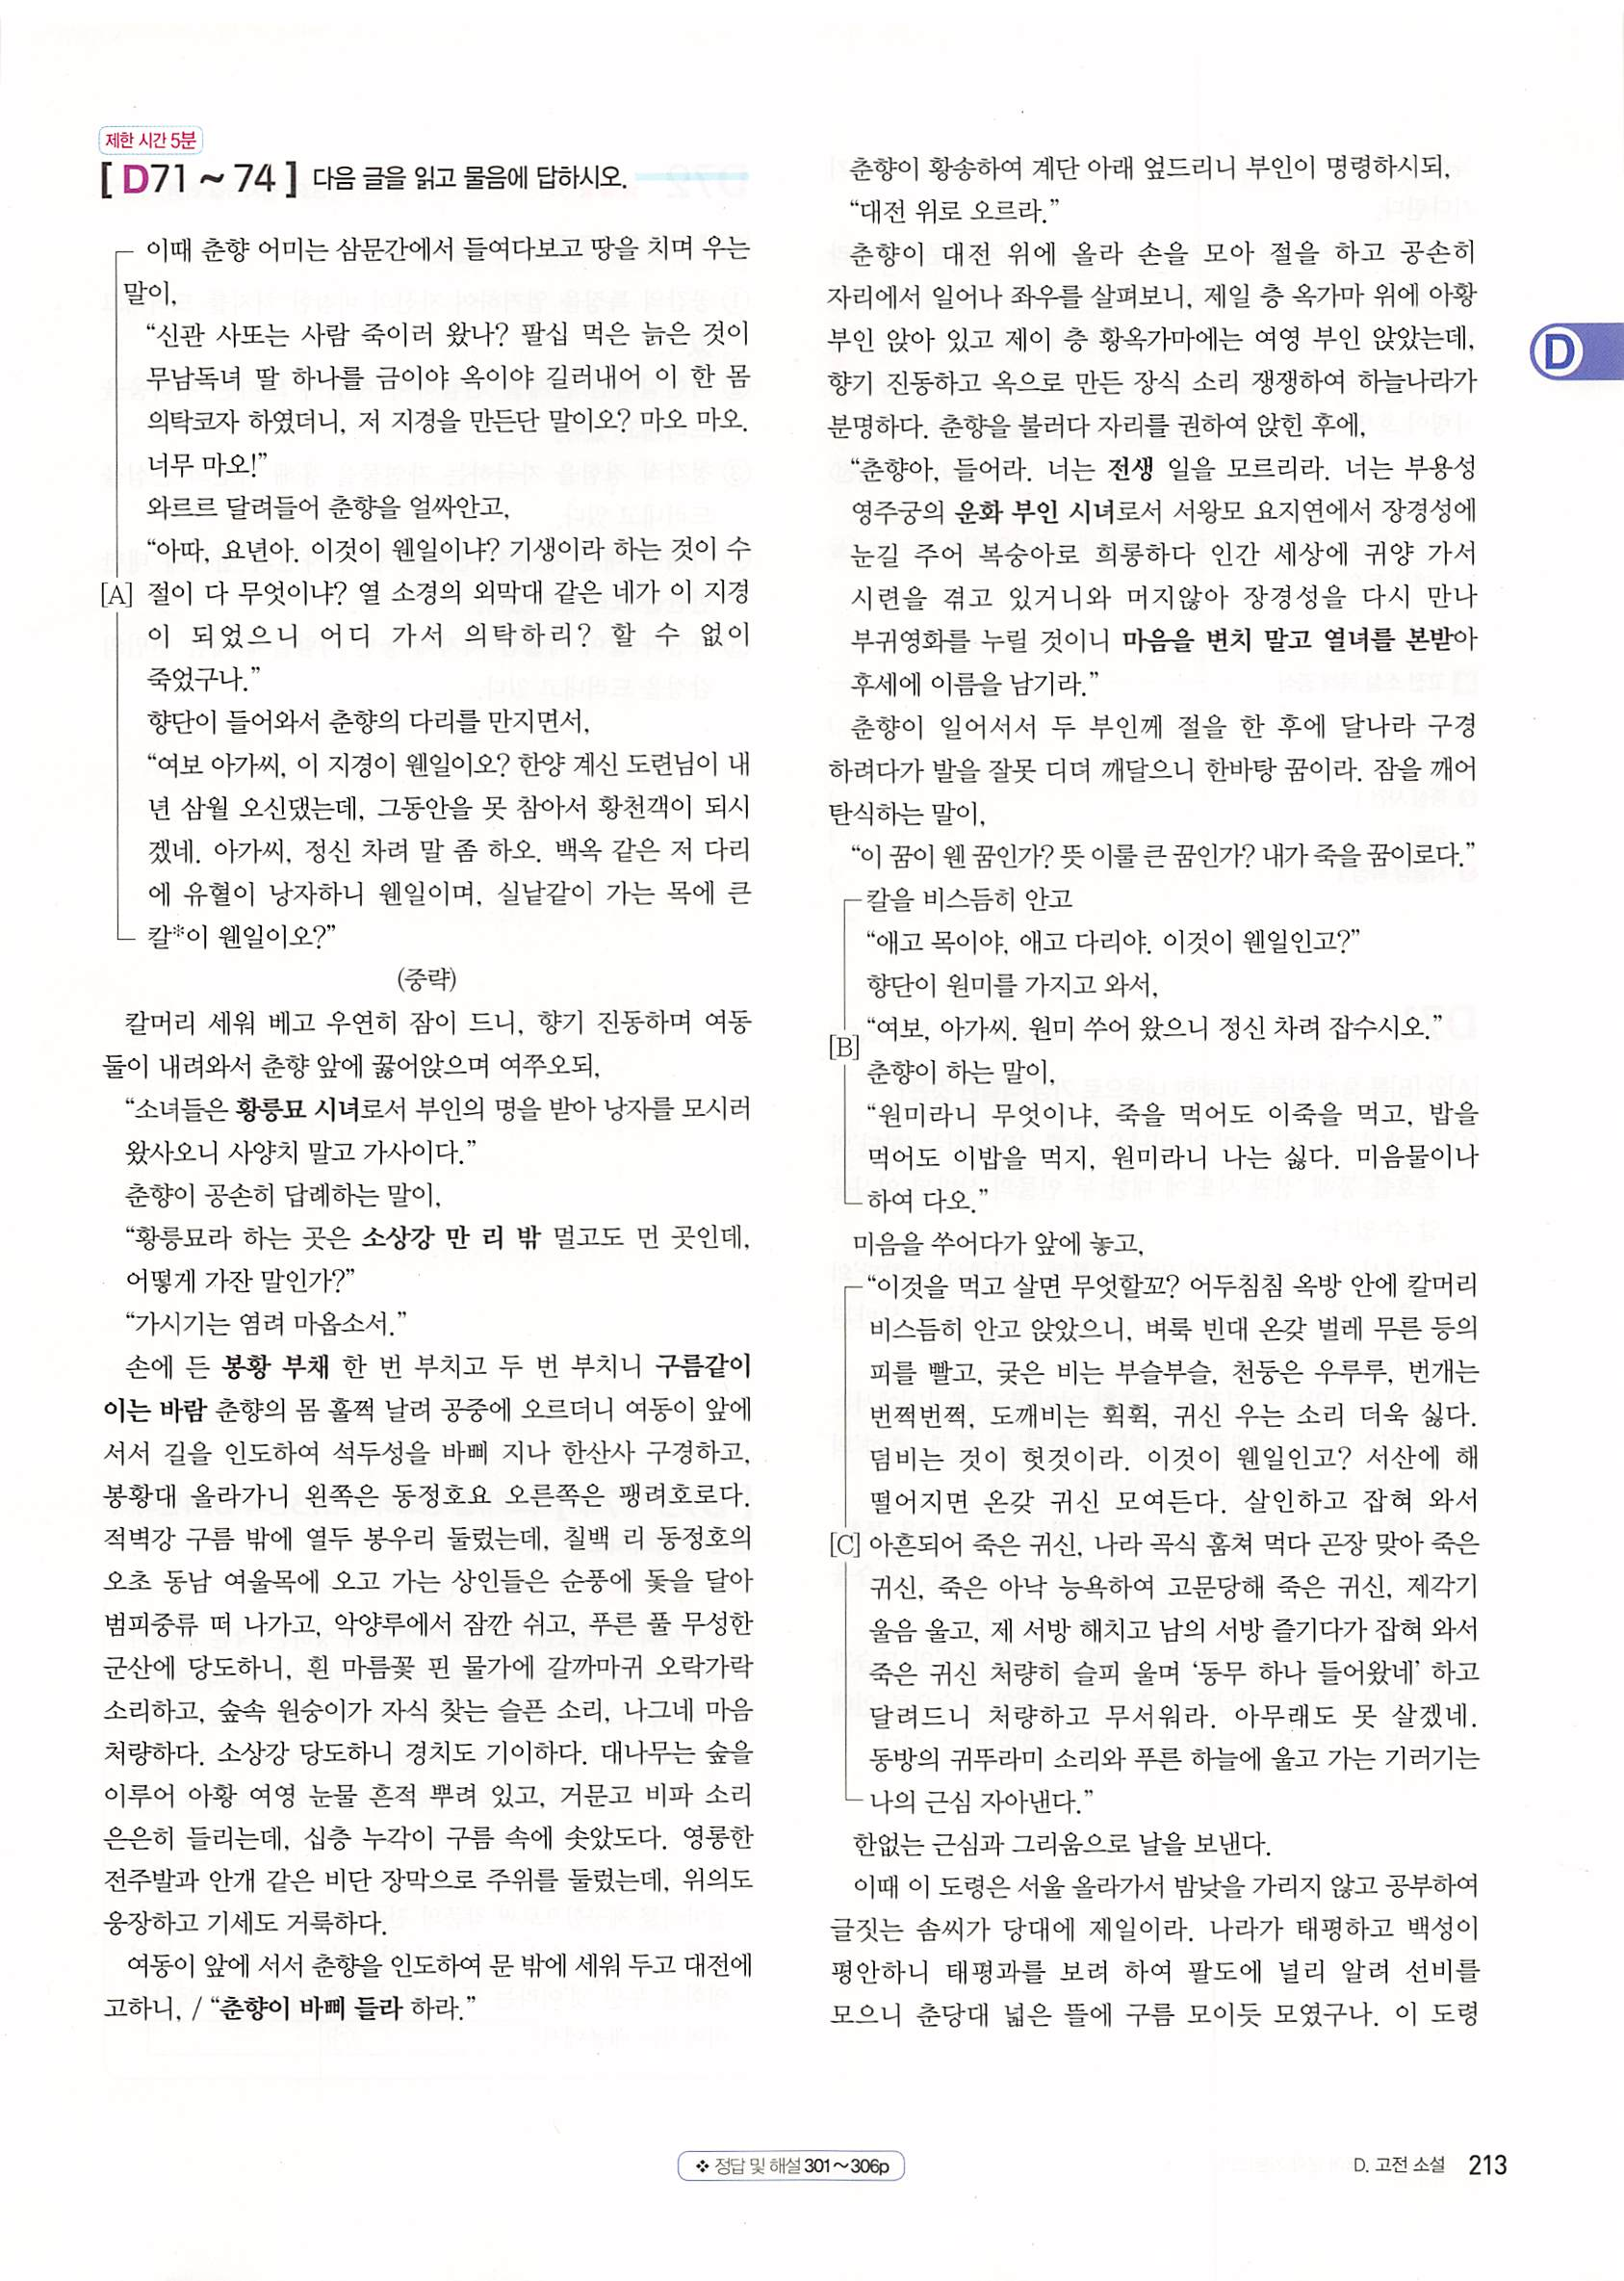 제한 시간 5분
[ D71 ~ 74 ] 다음 글을 읽고 물음에 답하시오.
이때 춘향 어미는 삼문간에서 들여다보고 땅을 치며 우는
말이,
“신관 사또는 사람 죽이러 왔나? 팔십 먹은 늙은 것이
무남독녀 딸 하나를 금이야 옥이야 길러내어 이 한 몸
의탁코자 하였더니, 저 지경을 만든단 말이오? 마오 마오.
너무 마오!”
와르르 달려들어 춘향을 얼싸안고,
“아따, 요년아. 이것이 웬일이냐? 기생이라 하는 것이 수
[A] 절이 다 무엇이냐? 열 소경의 외막대 같은 네가 이 지경
이 되었으니 어디 가서 의탁하리? 할 수 없이
죽었구나.”
향단이 들어와서 춘향의 다리를 만지면서,
“여보 아가씨, 이 지경이 웬일이오? 한양 계신 도련님이 내
년 삼월 오신댔는데, 그동안을 못 참아서 황천객이 되시
겠네. 아가씨, 정신 차려 말 좀 하오. 백옥 같은 저 다리
에 유혈이 낭자하니 웬일이며, 실낱같이 가는 목에 큰
칼*이 웬일이오?”
(중략)
칼머리 세워 베고 우연히 잠이 드니, 향기 진동하며 여동
둘이 내려와서 춘향 앞에 꿇어앉으며 여쭈오되,
“소녀들은 황릉묘 시녀로서 부인의 명을 받아 낭자를 모시러
왔사오니 사양치 말고 가사이다.”
춘향이 공손히 답례하는 말이,
“황릉묘라 하는 곳은 소상강 만 리 밖 멀고도 먼 곳인데,
어떻게 가잔 말인가?”
“가시기는 염려 마옵소서.”
손에 든 봉황 부채 한 번 부치고 두 번 부치니 구름같이
이는 바람 춘향의 몸 훌쩍 날려 공중에 오르더니 여동이 앞에
서서 길을 인도하여 석두성을 바삐 지나 한산사 구경하고,
봉황대 올라가니 왼쪽은 동정호요 오른쪽은 팽려호로다.
적벽강 구름 밖에 열두 봉우리 둘렀는데, 칠백 리 동정호의
오초 동남 여울목에 오고 가는 상인들은 순풍에 돛을 달아
범피중류 떠 나가고, 악양루에서 잠깐 쉬고, 푸른 풀 무성한
군산에 당도하니, 흰 마름꽃 핀 물가에 갈까마귀 오락가락
소리하고, 숲속 원숭이가 자식 찾는 슬픈 소리, 나그네 마음
처량하다. 소상강 당도하니 경치도 기이하다. 대나무는 숲을
이루어 아황 여영 눈물 흔적 뿌려 있고, 거문고 비파 소리
은은히 들리는데, 십층 누각이 구름 속에 솟았도다. 영롱한
전주발과 안개 같은 비단 장막으로 주위를 둘렀는데, 위의도
웅장하고 기세도 거룩하다.
여동이 앞에 서서 춘향을 인도하여 문 밖에 세워 두고 대전에
고하니, / “춘향이 바삐 들라 하라.”
춘향이 황송하여 계단 아래 엎드리니 부인이 명령하시되,
“대전 위로 오르라.”
춘향이 대전 위에 올라 손을 모아 절을 하고 공손히
자리에서 일어나 좌우를 살펴보니, 제일 층 옥가마 위에 아황
부인 앉아 있고 제이 층 황옥가마에는 여영 부인 앉았는데,
향기 진동하고 옥으로 만든 장식 소리 쟁쟁하여 하늘나라가
분명하다. 춘향을 불러다 자리를 권하여 앉힌 후에,
“춘향아, 들어라. 너는 전생 일을 모르리라. 너는 부용성
영주궁의 운화 부인 시녀로서 서왕모 요지연에서 장경성에
눈길 주어 복숭아로 희롱하다 인간 세상에 귀양 가서
시련을 겪고 있거니와 머지않아 장경성을 다시 만나
부귀영화를 누릴 것이니 마음을 변치 말고 열녀를 본받아
후세에 이름을 남기라.”
춘향이 일어서서 두 부인께 절을 한 후에 달나라 구경
하려다가 발을 잘못 디뎌 깨달으니 한바탕 꿈이라. 잠을 깨어
탄식하는 말이,
“이 꿈이 웬 꿈인가? 뜻 이룰 큰 꿈인가? 내가 죽을 꿈이로다.”
칼을 비스듬히 안고
“애고 목이야, 애고 다리야. 이것이 웬일인고?”
향단이 원미를 가지고 와서,
“여보, 아가씨. 원미 쑤어 왔으니 정신 차려 잡수시오.”
[B]
춘향이 하는 말이,
“원미라니 무엇이냐, 죽을 먹어도 이죽을 먹고, 밥을
먹어도 이밥을 먹지, 원미라니 나는 싫다. 미음물이나
하여 다오.”
미음을 쑤어다가 앞에 놓고,
“이것을 먹고 살면 무엇할꼬? 어두침침 옥방 안에 칼머리
비스듬히 안고 앉았으니, 벼룩 빈대 온갖 벌레 무른 등의
피를 빨고, 궂은 비는 부슬부슬, 천둥은 우루루, 번개는
번쩍번쩍, 도깨비는 휙휙, 귀신 우는 소리 더욱 싫다.
덤비는 것이 헛것이라. 이것이 웬일인고? 서산에 해
떨어지면 온갖 귀신 모여든다. 살인하고 잡혀 와서
[C] 아흔되어 죽은 귀신, 나라 곡식 훔쳐 먹다 곤장 맞아 죽은
귀신, 죽은 아낙 능욕하여 고문당해 죽은 귀신, 제각기
울음 울고, 제 서방 해치고 남의 서방 즐기다가 잡혀 와서
죽은 귀신 처량히 슬피 울며 ‘동무 하나 들어왔네’ 하고
달려드니 처량하고 무서워라. 아무래도 못 살겠네.
동방의 귀뚜라미 소리와 푸른 하늘에 울고 가는 기러기는
나의 근심 자아낸다.”
한없는 근심과 그리움으로 날을 보낸다.
이때 이 도령은 서울 올라가서 밤낮을 가리지 않고 공부하여
글짓는 솜씨가 당대에 제일이라. 나라가 태평하고 백성이
평안하니 태평과를 보려 하여 팔도에 널리 알려 선비를
모으니 춘당대 넓은 뜰에 구름 모이듯 모였구나. 이 도령
D
❖ 정답 및 해설 301~306p
D. 고전 소설 213